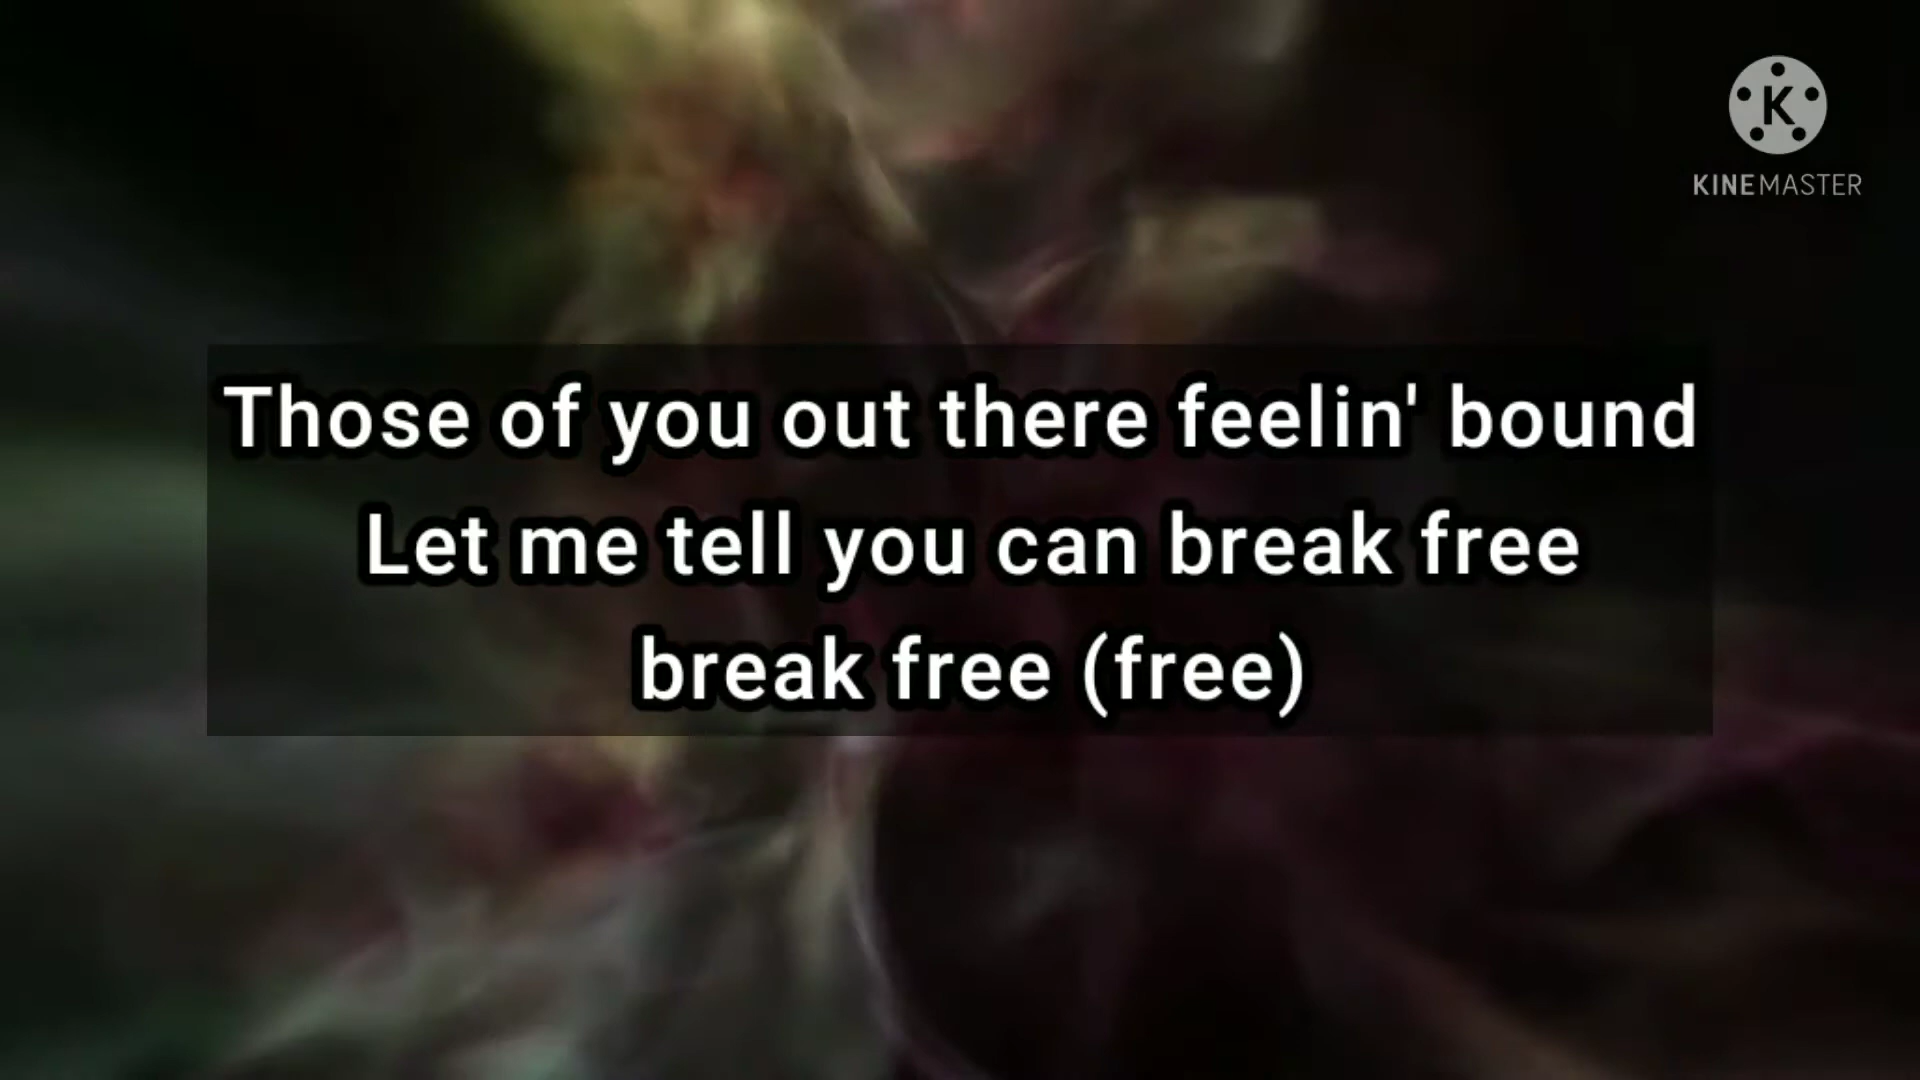 K
KINEMASTER
Those of you out there feelin' bound
Let me tell you can break free
break free (free)